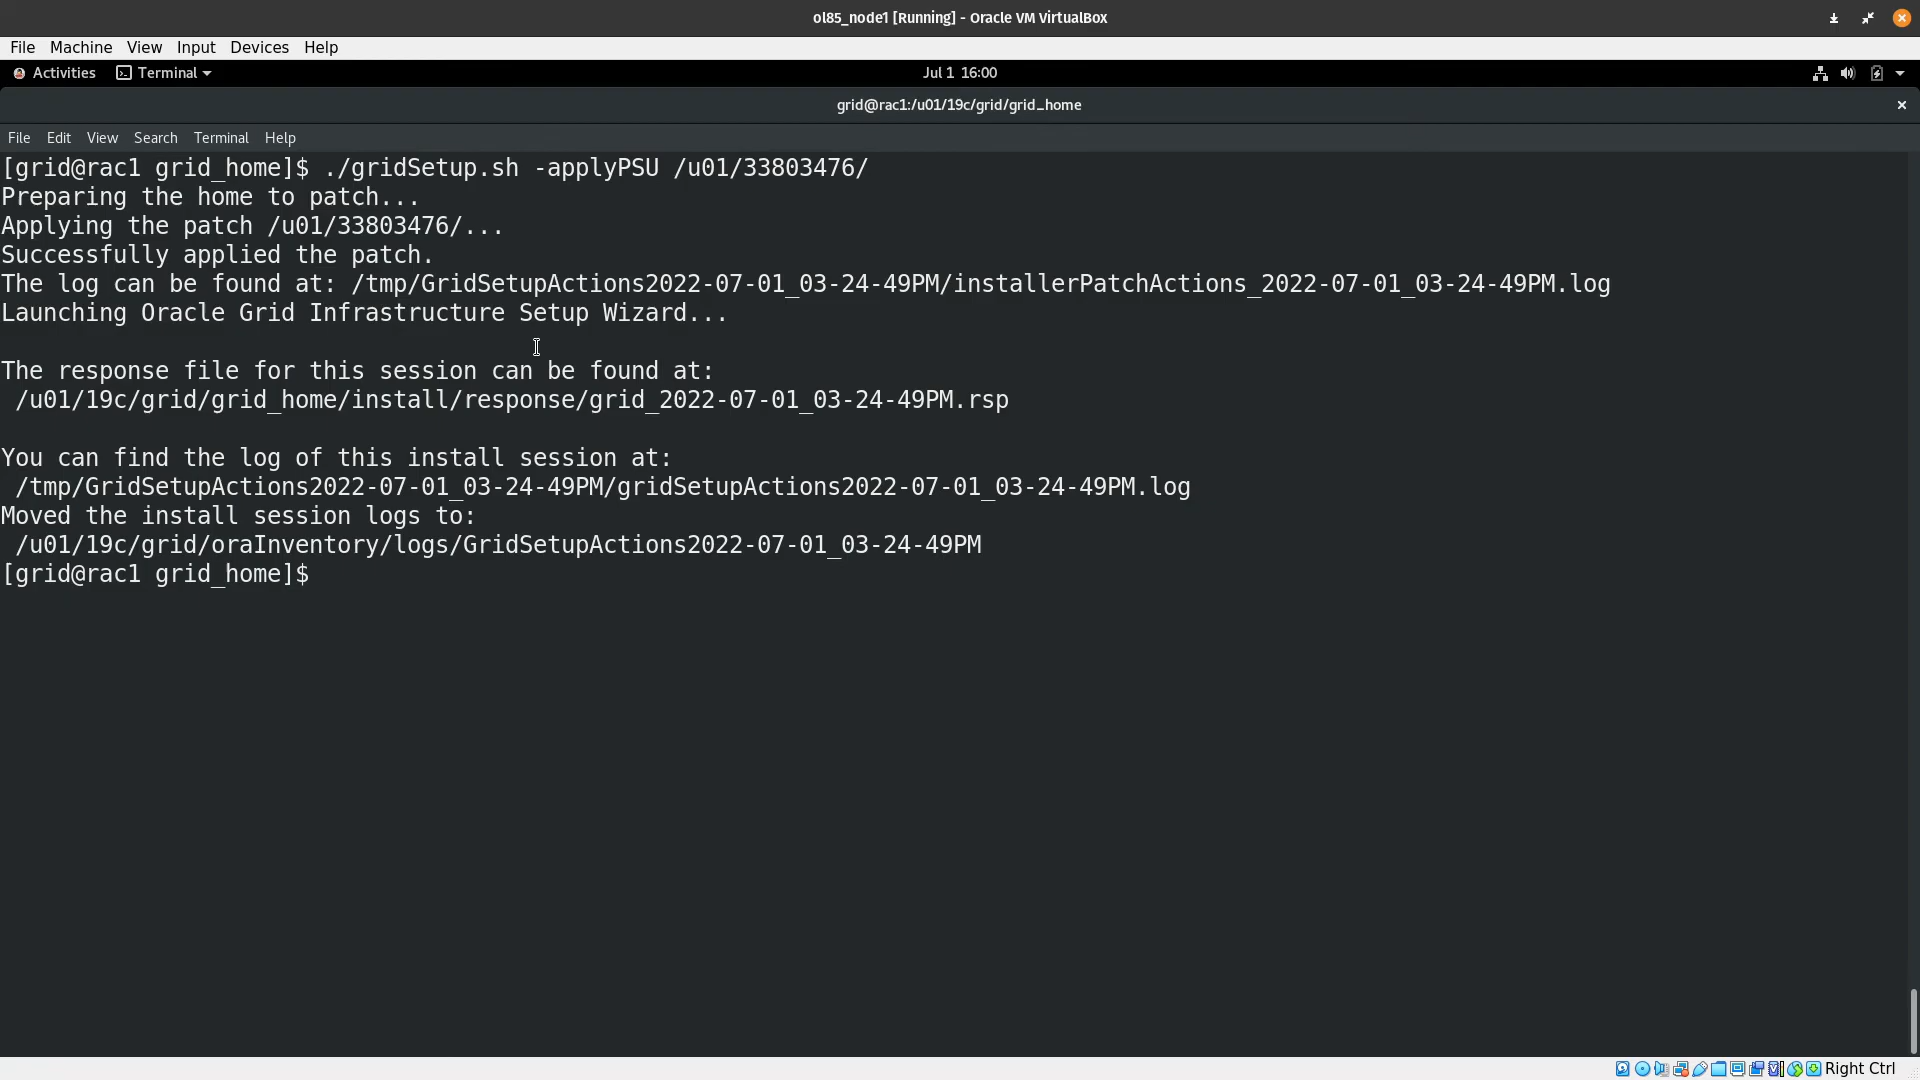 ol85_node1 [Running] - Oracle VM VirtualBox
File Machine View Input Devices Help
Activities Terminal Jul 1 16:00
grid@rac1:/u01/19c/grid/grid_home
File Edit View Search Terminal Help
[grid@rac1 grid_home]$ ./gridSetup.sh -applyPSU /u01/33803476/
Preparing the home to patch...
Applying the patch /u01/33803476/...
Successfully applied the patch.
The log can be found at: /tmp/GridSetupActions2022-07-01_03-24-49PM/installerPatchActions_2022-07-01_03-24-49PM.log
Launching Oracle Grid Infrastructure Setup Wizard...
The response file for this session can be found at:
/u01/19c/grid/grid_home/install/response/grid_2022-07-01_03-24-49PM.rsp
You can find the log of this install session at:
/tmp/GridSetupActions2022-07-01_03-24-49PM/gridSetupActions2022-07-01_03-24-49PM.log
Moved the install session logs to:
/u01/19c/grid/oraInventory/logs/GridSetupActions2022-07-01_03-24-49PM
[grid@rac1 grid_home]$
Right Ctrl